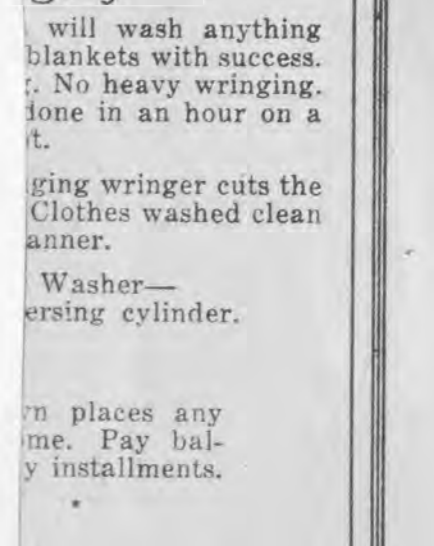 will wash anything
blankets with success.
. No heavy wringing.
done in an hour on a
t.
ging wringer cuts the
Clothes washed clean
anner.
Washer—
ersing cylinder.
n places any
me. Pay bal-
y installments.